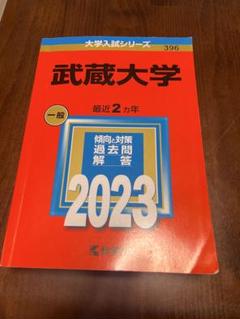 大学入試シリーズ
396
武蔵大学
一般
最近2カ年
傾向と対策
過去問
解答
2023